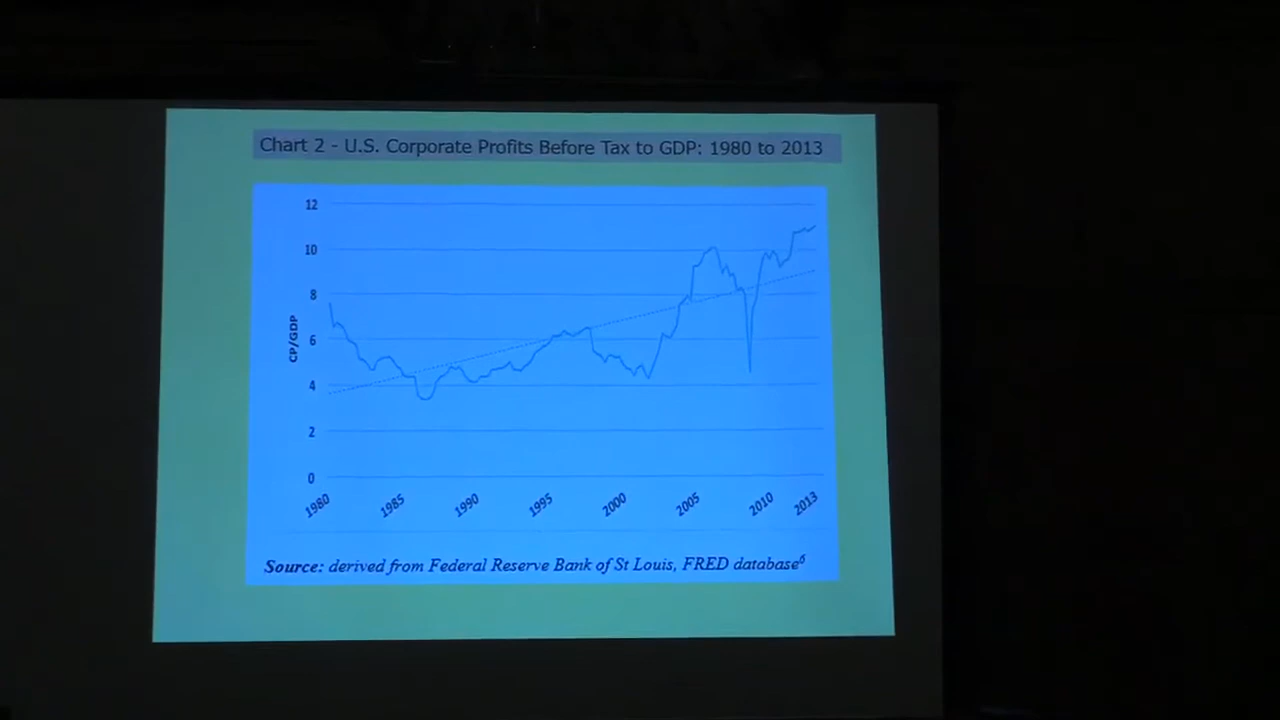 Chart 2 - U.S. Corporate Profits Before Tax to GDP: 1980 to 2013
12
10
8
6
4
2
0
CP/GDP
1980 1985 1990 1995 2000 2005 2010 2013
Source: derived from Federal Reserve Bank of St Louis, FRED database6